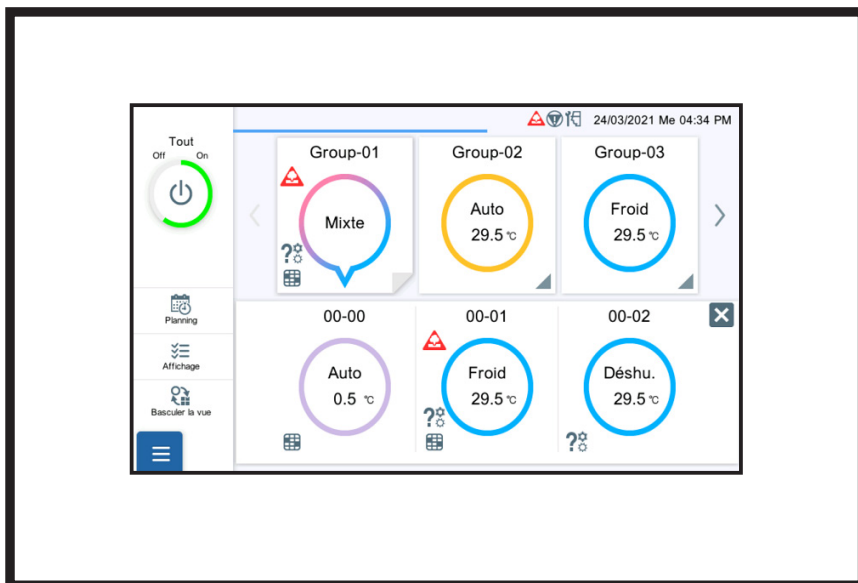 24/03/2021 Me 04:34 PM
Tout
Off On
Group-01
Group-02
Group-03
Mixte
Auto
29.5 ℃
Froid
29.5 ℃
Planning
Affichage
Basculer la vue
00-00
00-01
00-02
Auto
0.5 ℃
Froid
29.5 ℃
Déshu.
29.5 ℃